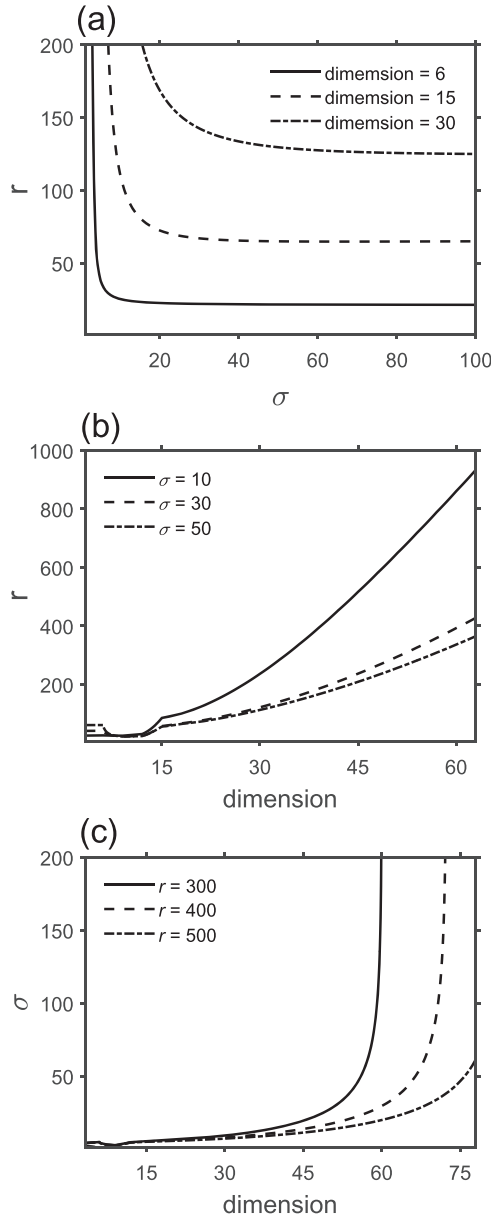 (a)
200
150
100
50
r
dimemsion = 6
dimemsion = 15
dimemsion = 30
20 40 60 80 100
σ
(b)
1000
800
600
400
200
r
σ = 10
σ = 30
σ = 50
15 30 45 60
dimension
(c)
200
150
100
50
σ
r = 300
r = 400
r = 500
15 30 45 60 75
dimension